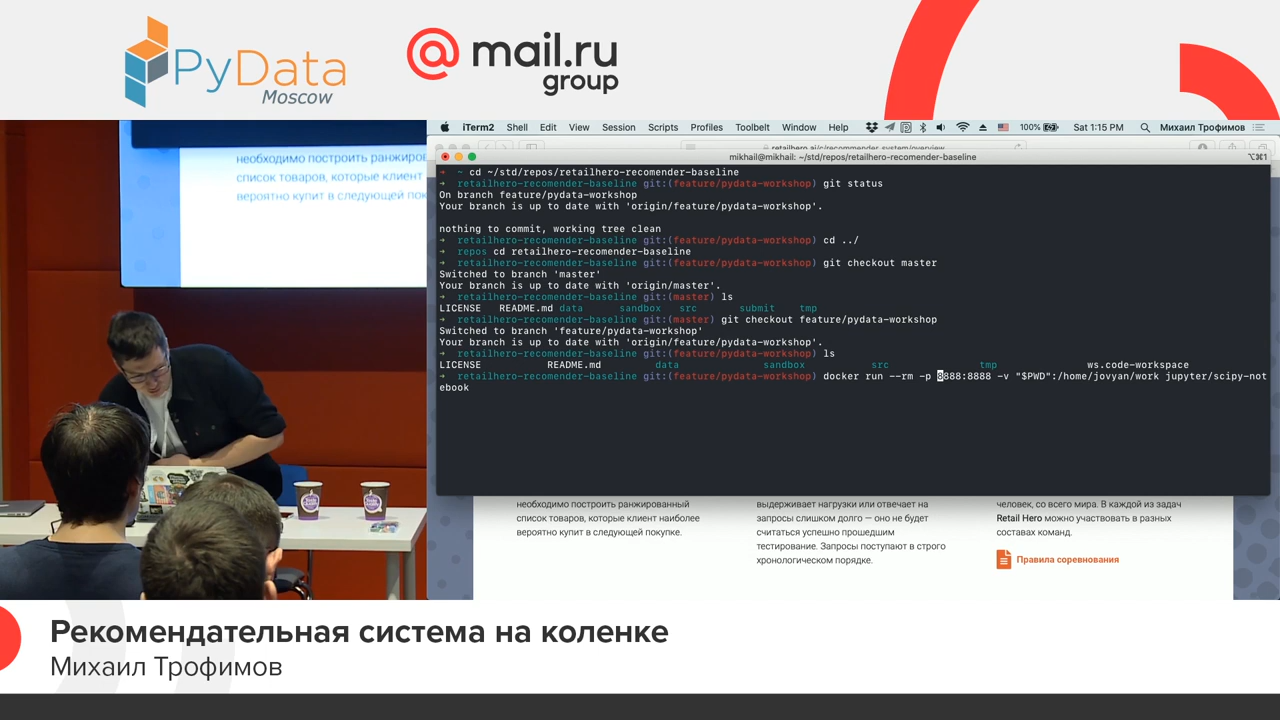 PyData
Moscow
@mail.ru
group
необходимо построить ранжиро
список товаров, которые клиент
вероятно купит в следующей пок
iTerm2 Shell Edit View Session Scripts Profiles Toolbelt Window Help 100% Sat 1:15 PM Михаил Трофимов
retailhero.ai/c/recommender_system/overview
mikhail@mikhail: ~/std/repos/retailhero-recomender-baseline ⌥⌘1
➜ ~ cd ~/std/repos/retailhero-recomender-baseline
➜ retailhero-recomender-baseline git:(feature/pydata-workshop) git status
On branch feature/pydata-workshop
Your branch is up to date with 'origin/feature/pydata-workshop'.
nothing to commit, working tree clean
➜ retailhero-recomender-baseline git:(feature/pydata-workshop) cd ../
➜ repos cd retailhero-recomender-baseline
➜ retailhero-recomender-baseline git:(feature/pydata-workshop) git checkout master
Switched to branch 'master'
Your branch is up to date with 'origin/master'.
➜ retailhero-recomender-baseline git:(master) ls
LICENSE README.md data sandbox src submit tmp
➜ retailhero-recomender-baseline git:(master) git checkout feature/pydata-workshop
Switched to branch 'feature/pydata-workshop'
Your branch is up to date with 'origin/feature/pydata-workshop'.
➜ retailhero-recomender-baseline git:(feature/pydata-workshop) ls
LICENSE README.md data sandbox src tmp ws.code-workspace
➜ retailhero-recomender-baseline git:(feature/pydata-workshop) docker run --rm -p 8888:8888 -v "$PWD":/home/jovyan/work jupyter/scipy-not
ebook
необходимо построить ранжированный
список товаров, которые клиент наиболее
вероятно купит в следующей покупке.
выдерживает нагрузки или отвечает на
запросы слишком долго — оно не будет
считаться успешно прошедшим
тестирование. Запросы поступают в строго
хронологическом порядке.
человек, со всего мира. В каждой из задач
Retail Hero можно участвовать в разных
составах команд.
Правила соревнования
Рекомендательная система на коленке
Михаил Трофимов